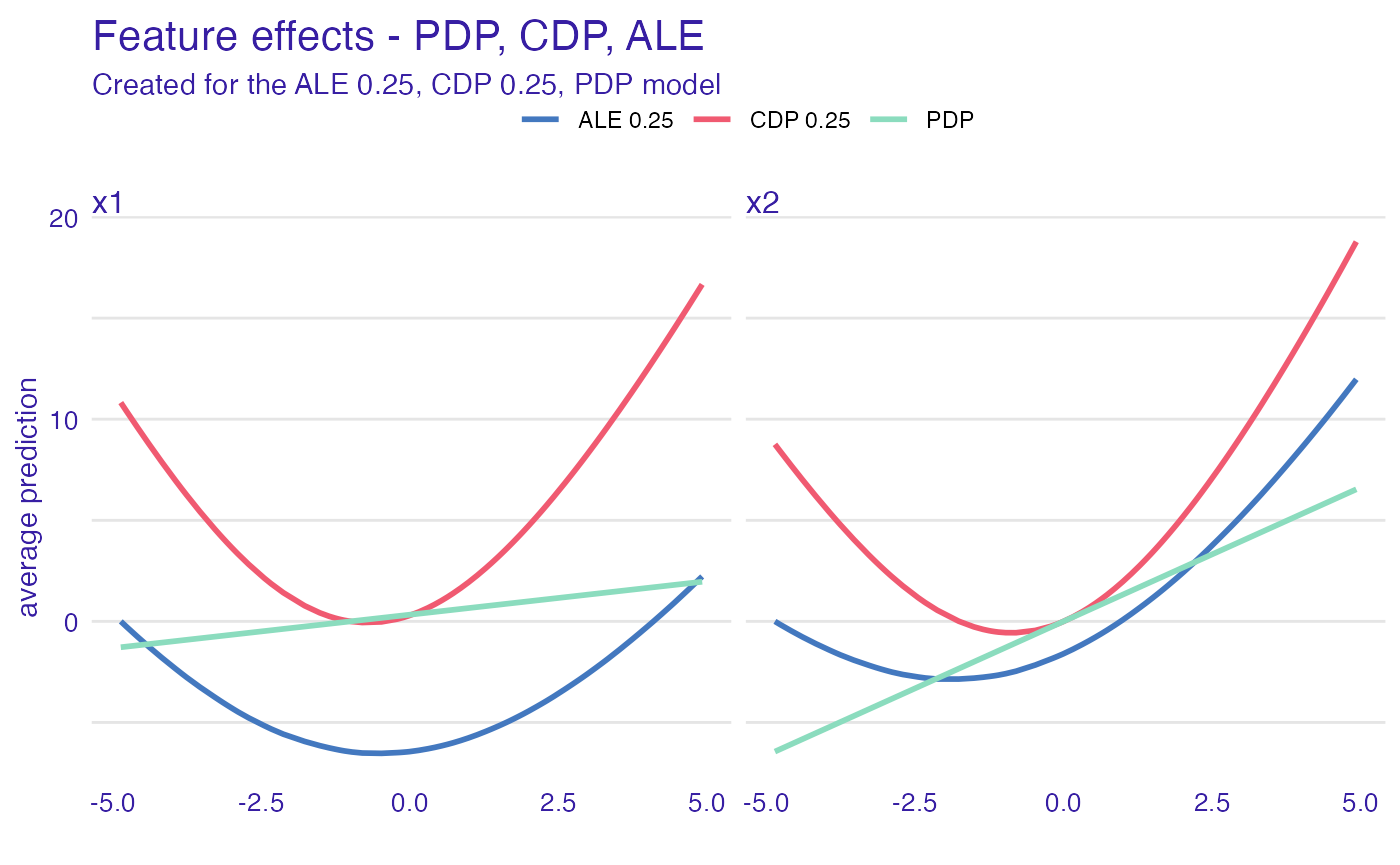 Feature effects - PDP, CDP, ALE
Created for the ALE 0.25, CDP 0.25, PDP model
ALE 0.25 CDP 0.25 PDP
x1 x2
20
10
0
average prediction
-5.0 -2.5 0.0 2.5 5.0 -5.0 -2.5 0.0 2.5 5.0